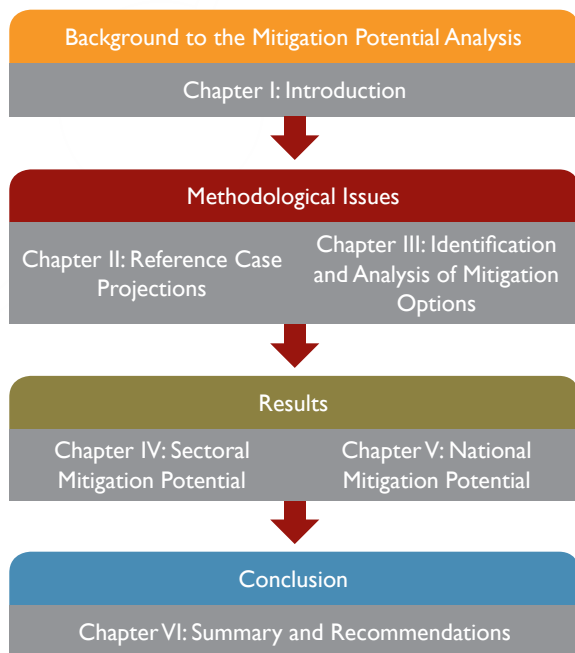 Background to the Mitigation Potential Analysis
Chapter I: Introduction
Methodological Issues
Chapter II: Reference Case
Projections
Chapter III: Identification
and Analysis of Mitigation
Options
Results
Chapter IV: Sectoral
Mitigation Potential
Chapter V: National
Mitigation Potential
Conclusion
Chapter VI: Summary and Recommendations